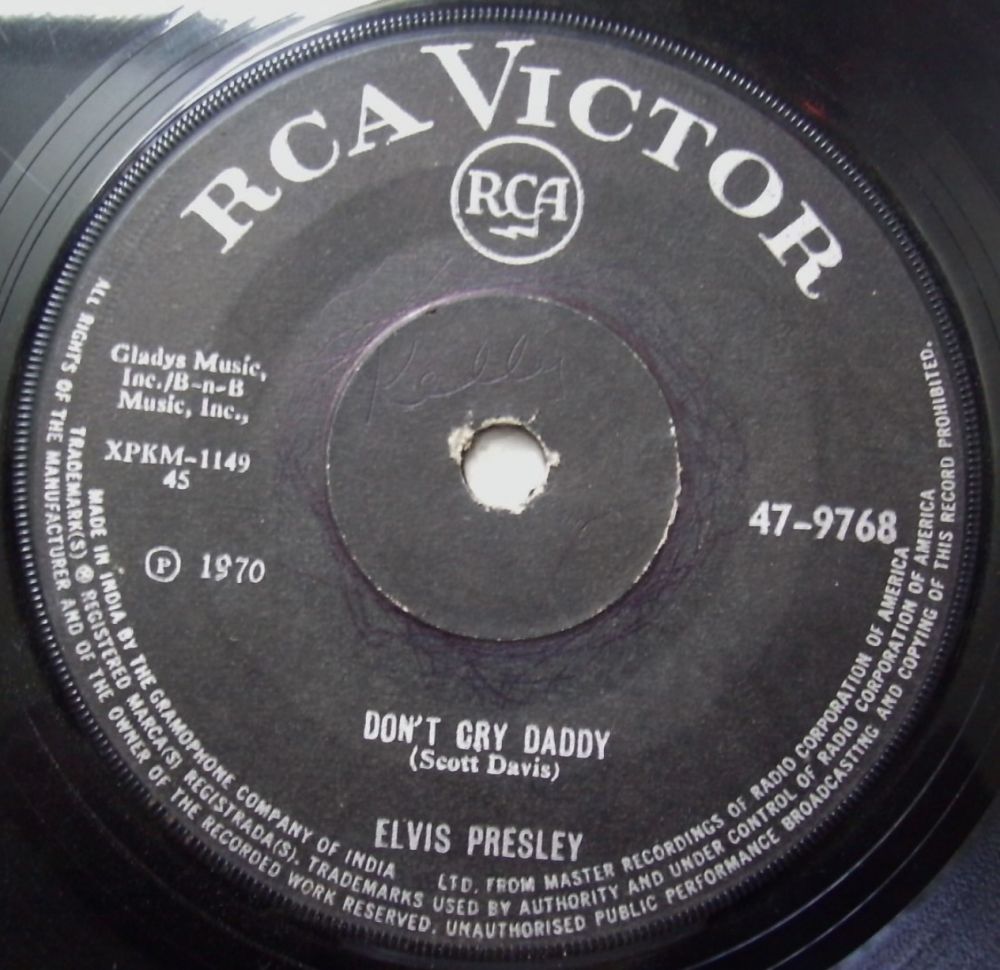 RCA VICTOR
RCA
Gladys Music,
Inc./B-n-B
Music, Inc.,
XPKM-1149
45
Ⓟ 1970
47-9768
DON'T CRY DADDY
(Scott Davis)
ELVIS PRESLEY
MADE IN INDIA BY THE GRAMOPHONE COMPANY OF INDIA LTD. FROM MASTER RECORDINGS OF RADIO CORPORATION OF AMERICA
TRADEMARK(S) ® REGISTERED MARCA(S) REGISTRADA(S). TRADEMARKS USED BY AUTHORITY AND UNDER CONTROL OF RADIO CORPORATION OF AMERICA
ALL RIGHTS OF THE MANUFACTURER AND OF THE OWNER OF THE RECORDED WORK RESERVED. UNAUTHORISED PUBLIC PERFORMANCE BROADCASTING AND COPYING OF THIS RECORD PROHIBITED.